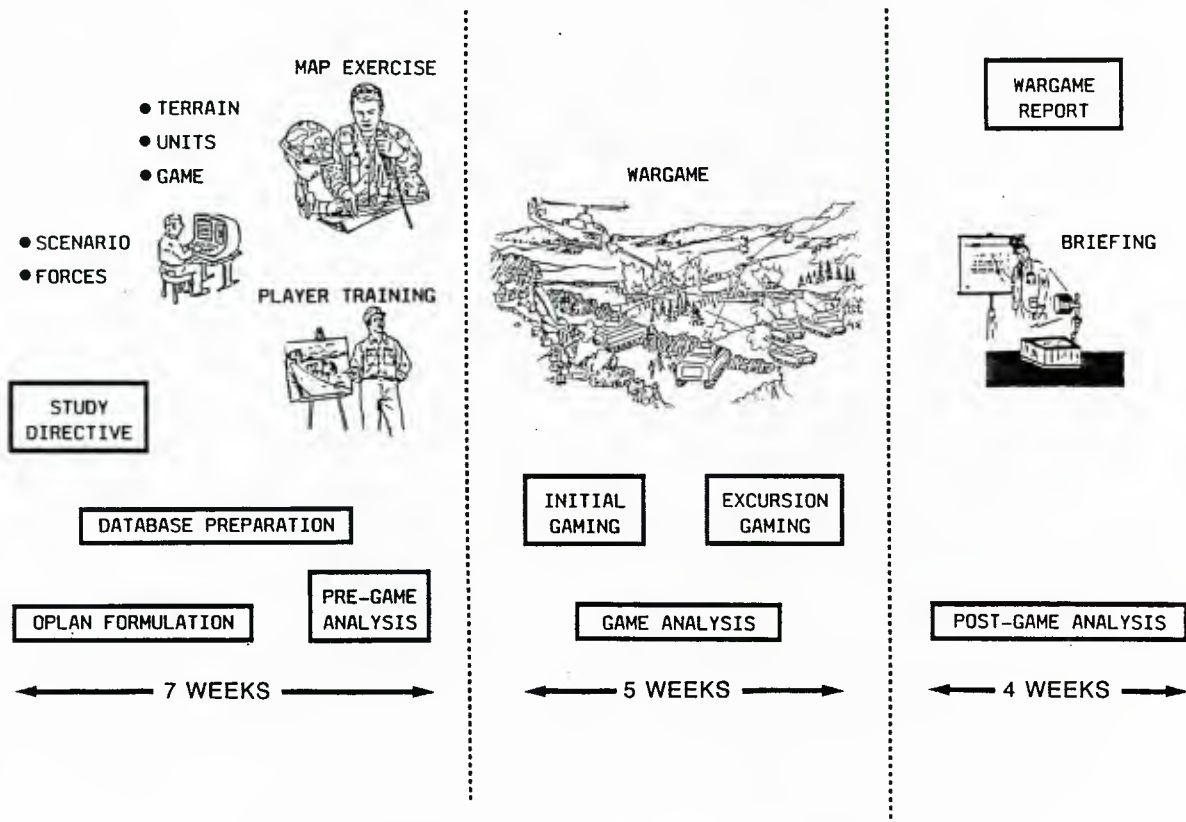 MAP EXERCISE
● TERRAIN
● UNITS
● GAME
● SCENARIO
● FORCES
PLAYER TRAINING
STUDY
DIRECTIVE
DATABASE PREPARATION
OPLAN FORMULATION
PRE-GAME
ANALYSIS
7 WEEKS
WARGAME
INITIAL
GAMING
EXCURSION
GAMING
GAME ANALYSIS
5 WEEKS
WARGAME
REPORT
BRIEFING
POST-GAME ANALYSIS
4 WEEKS